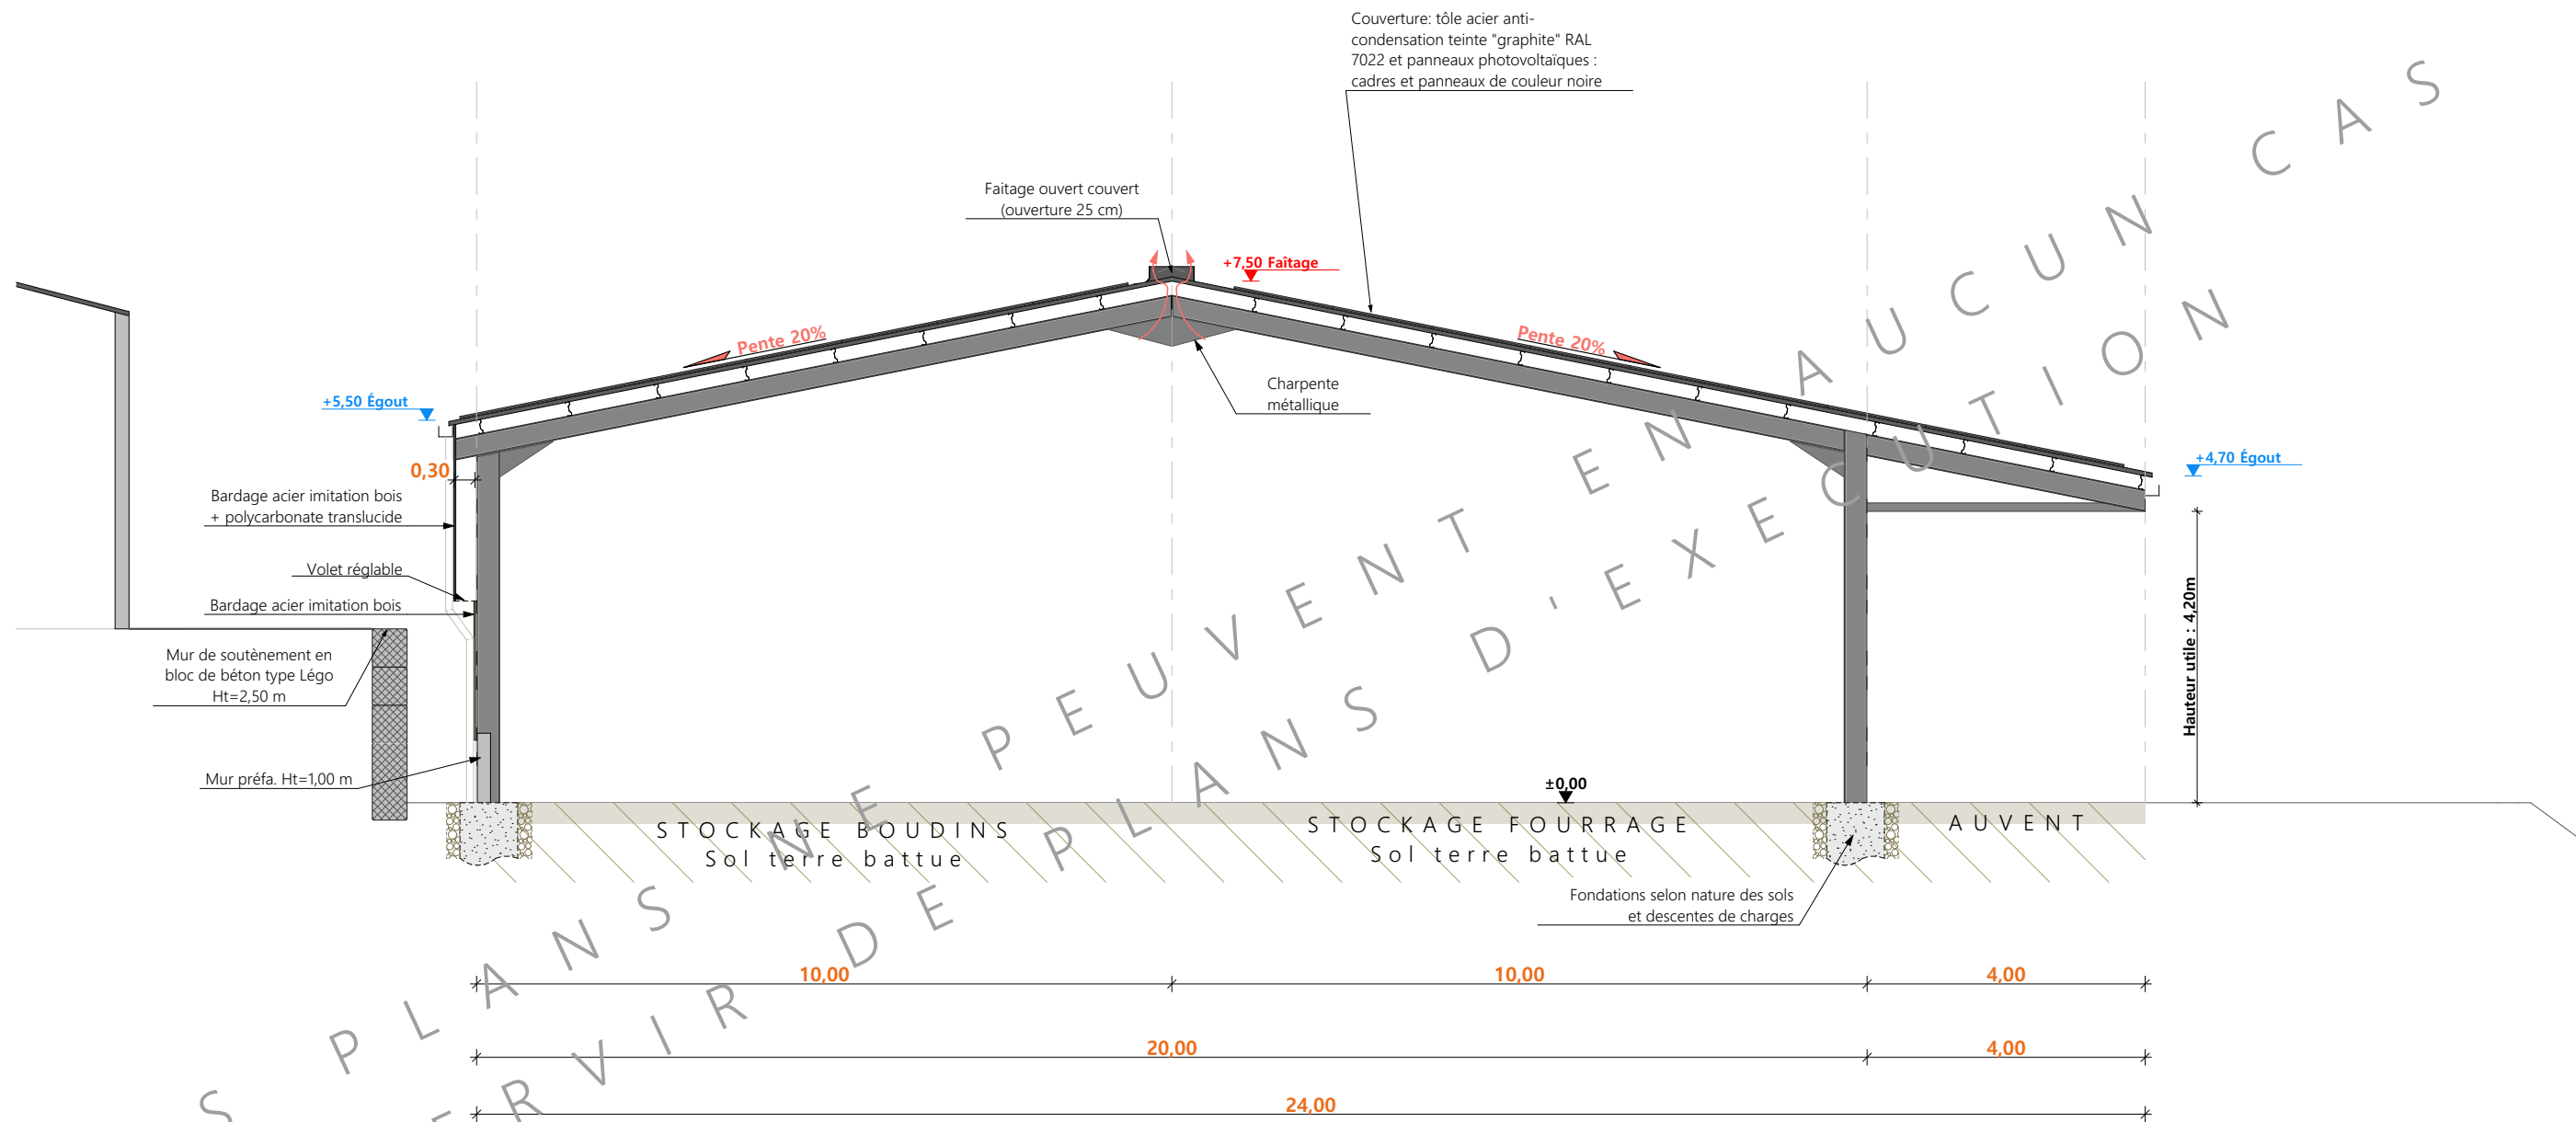 Couverture: tôle acier anti-
condensation teinte "graphite" RAL
7022 et panneaux photovoltaïques :
cadres et panneaux de couleur noire
Faitage ouvert couvert
(ouverture 25 cm)
+7,50 Faîtage
Pente 20%
Pente 20%
Charpente
métallique
+5,50 Égout
+4,70 Égout
0,30
Bardage acier imitation bois
+ polycarbonate translucide
Volet réglable
Bardage acier imitation bois
Mur de soutènement en
bloc de béton type Légo
Ht=2,50 m
Mur préfa. Ht=1,00 m
Hauteur utile : 4,20m
±0,00
STOCKAGE BOUDINS
Sol terre battue
STOCKAGE FOURRAGE
Sol terre battue
AUVENT
Fondations selon nature des sols
et descentes de charges
10,00
10,00
4,00
20,00
4,00
24,00
S PLANS NE PEUVENT EN AUCUN CAS
ERVIR DE PLANS D'EXECUTION